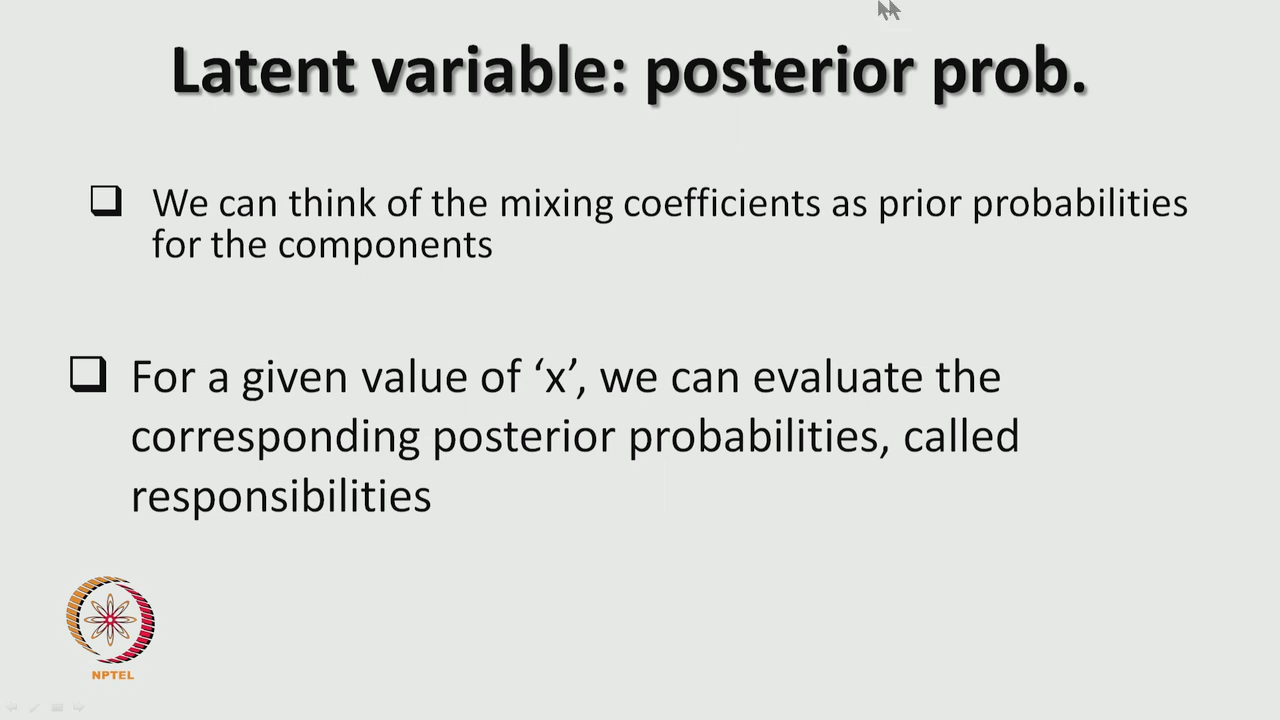 Latent variable: posterior prob.
We can think of the mixing coefficients as prior probabilities
for the components
For a given value of ‘x’, we can evaluate the
corresponding posterior probabilities, called
responsibilities
NPTEL